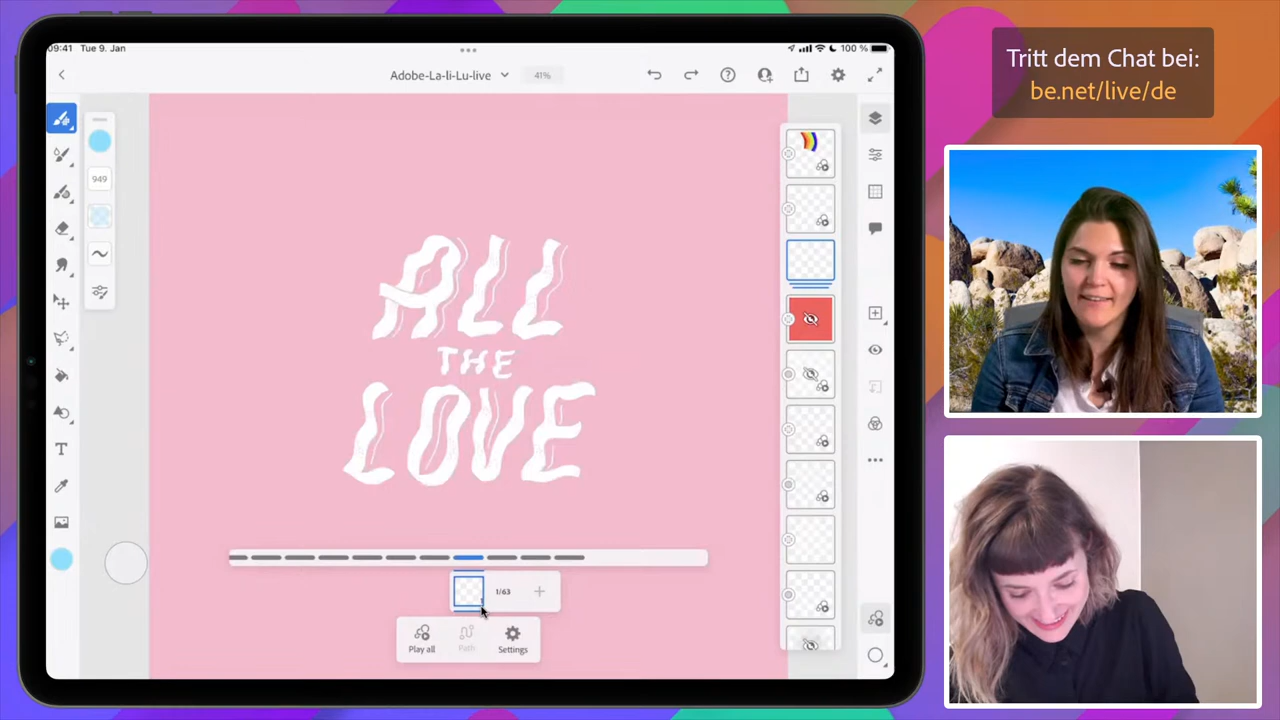 09:41 Tue 9. Jan
100 %
Adobe-La-li-Lu-live
41%
949
ALL
THE
LOVE
1/63
Play all
Path
Settings
T
Tritt dem Chat bei:
be.net/live/de